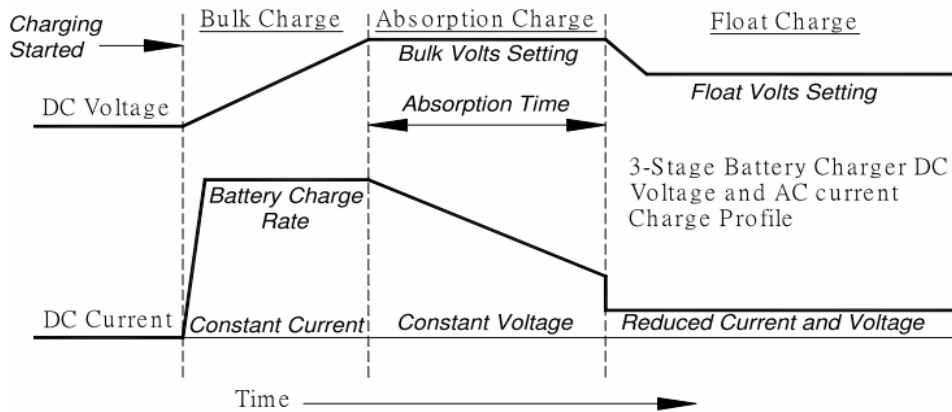 Charging
Started
Bulk Charge
Absorption Charge
Float Charge
Bulk Volts Setting
DC Voltage
Absorption Time
Float Volts Setting
3-Stage Battery Charger DC
Voltage and AC current
Charge Profile
Battery Charge
Rate
DC Current
Constant Current
Constant Voltage
Reduced Current and Voltage
Time